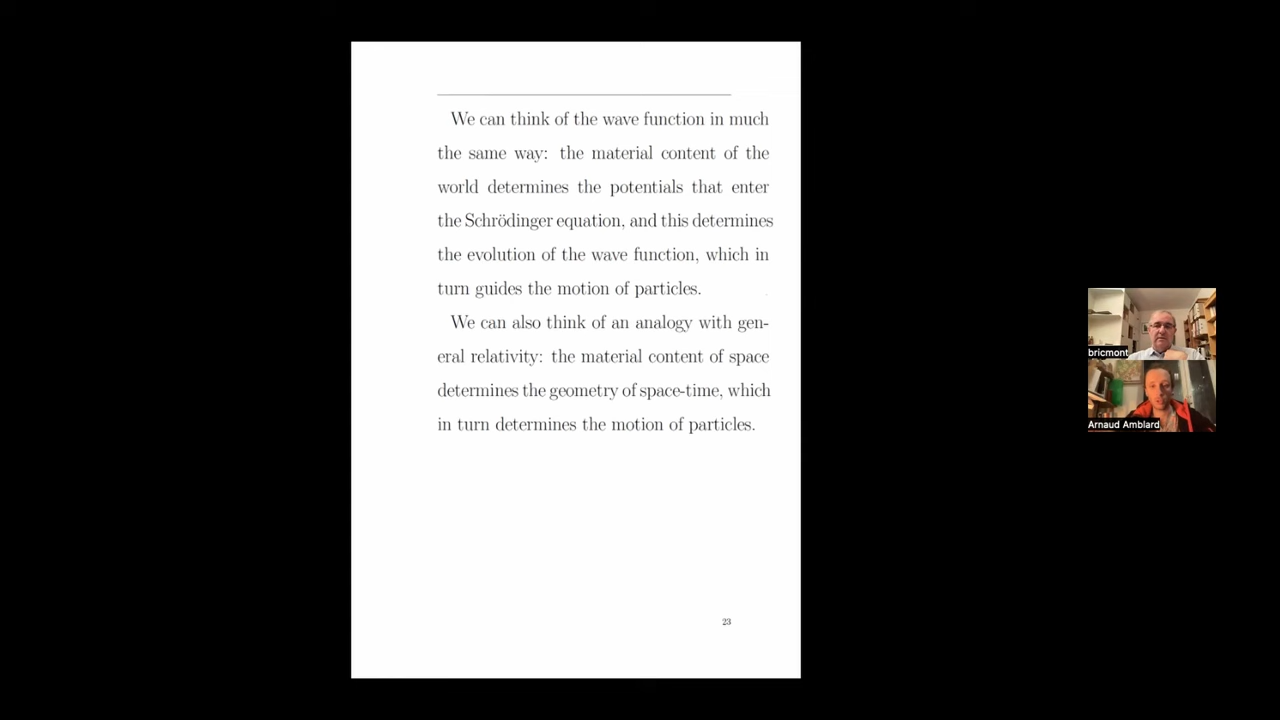 We can think of the wave function in much
the same way: the material content of the
world determines the potentials that enter
the Schrödinger equation, and this determines
the evolution of the wave function, which in
turn guides the motion of particles.
We can also think of an analogy with gen-
eral relativity: the material content of space
determines the geometry of space-time, which
in turn determines the motion of particles.
23
bricmont
Arnaud Amblard